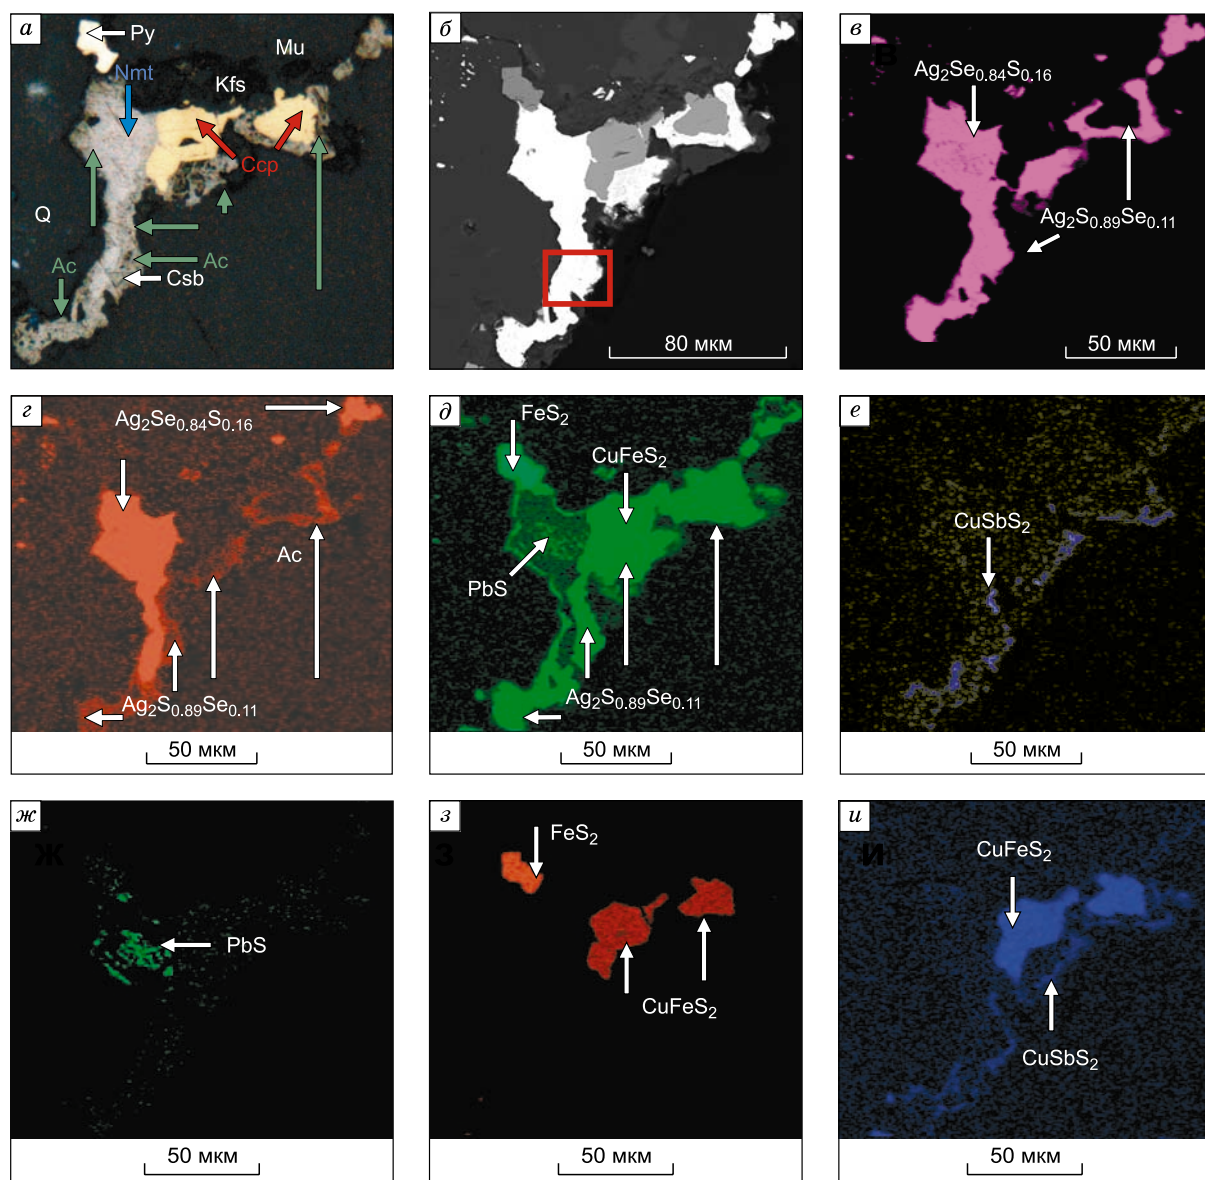 а
Py
Mu
Nmt
Kfs
Ccp
Q
Ac
Ac
Csb
б
80 мкм
в
В
Ag2Se0.84S0.16
Ag2S0.89Se0.11
50 мкм
г
Ag2Se0.84S0.16
Ac
Ag2S0.89Se0.11
50 мкм
д
FeS2
CuFeS2
PbS
Ag2S0.89Se0.11
50 мкм
е
CuSbS2
ж
Ж
PbS
50 мкм
з
З
FeS2
CuFeS2
50 мкм
и
И
CuFeS2
CuSbS2
50 мкм